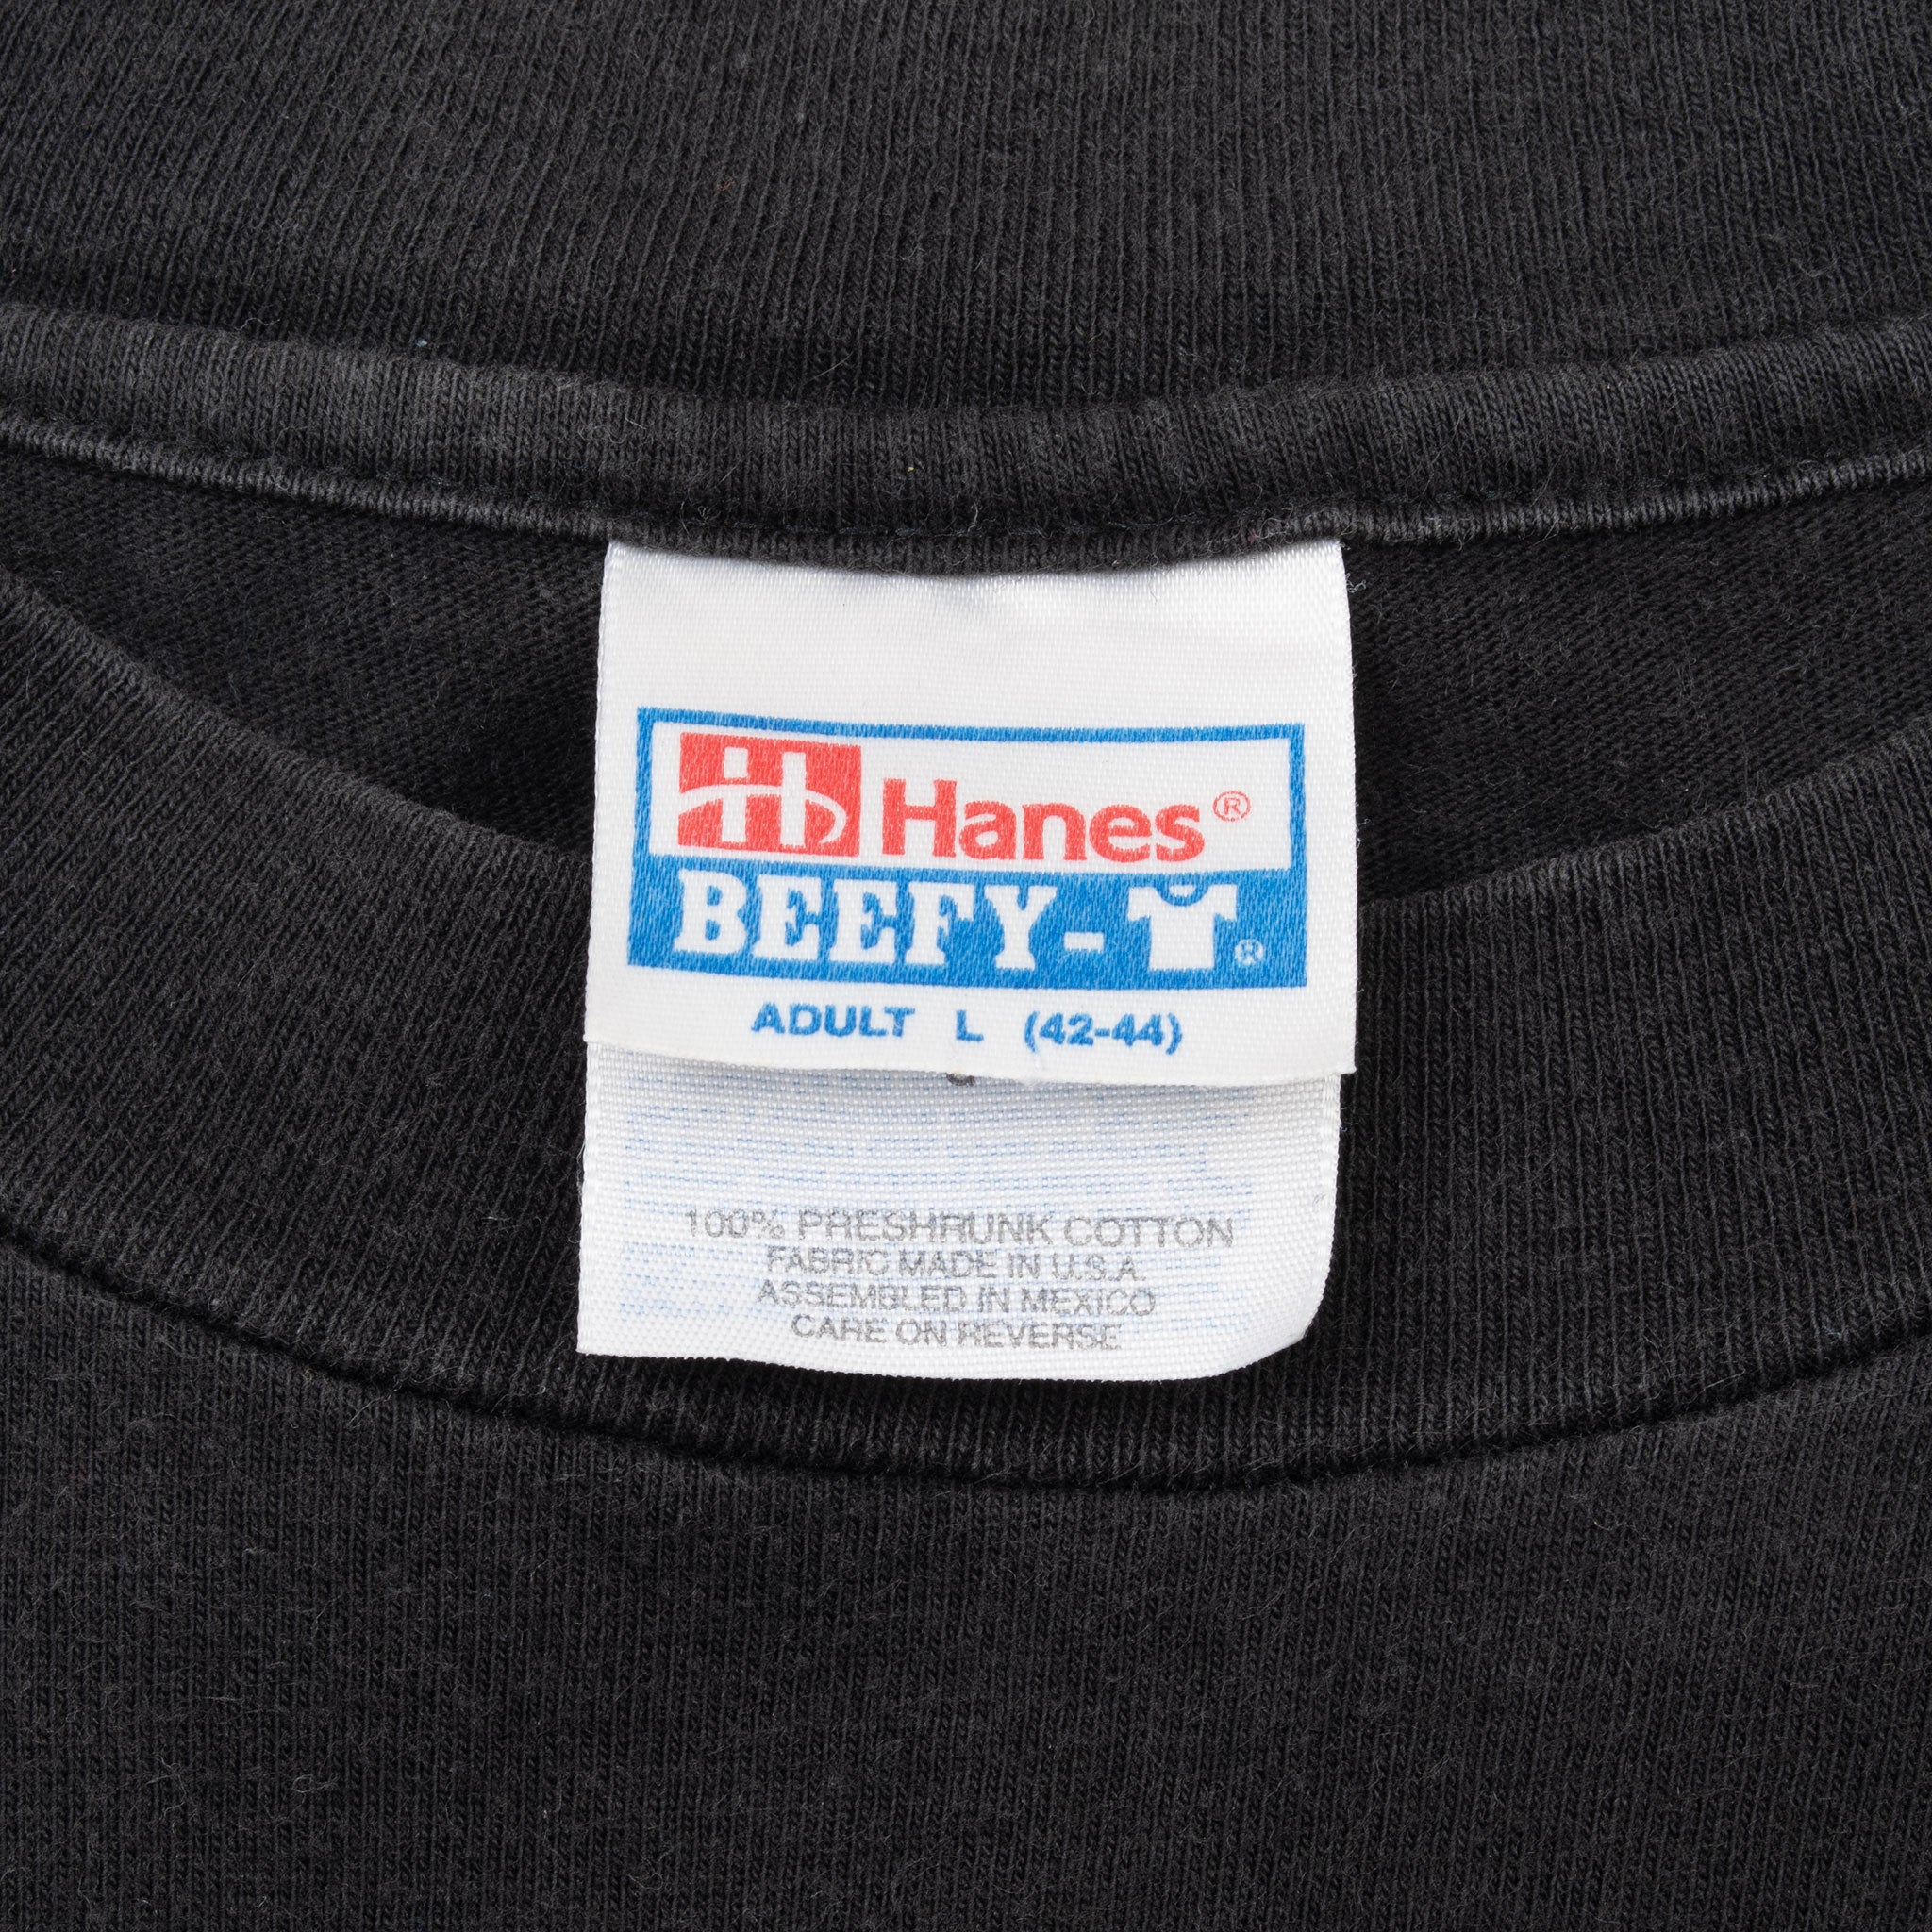 H Hanes®
BEEFY-T®
ADULT L (42-44)
100% PRESHRUNK COTTON
FABRIC MADE IN U.S.A.
ASSEMBLED IN MEXICO
CARE ON REVERSE